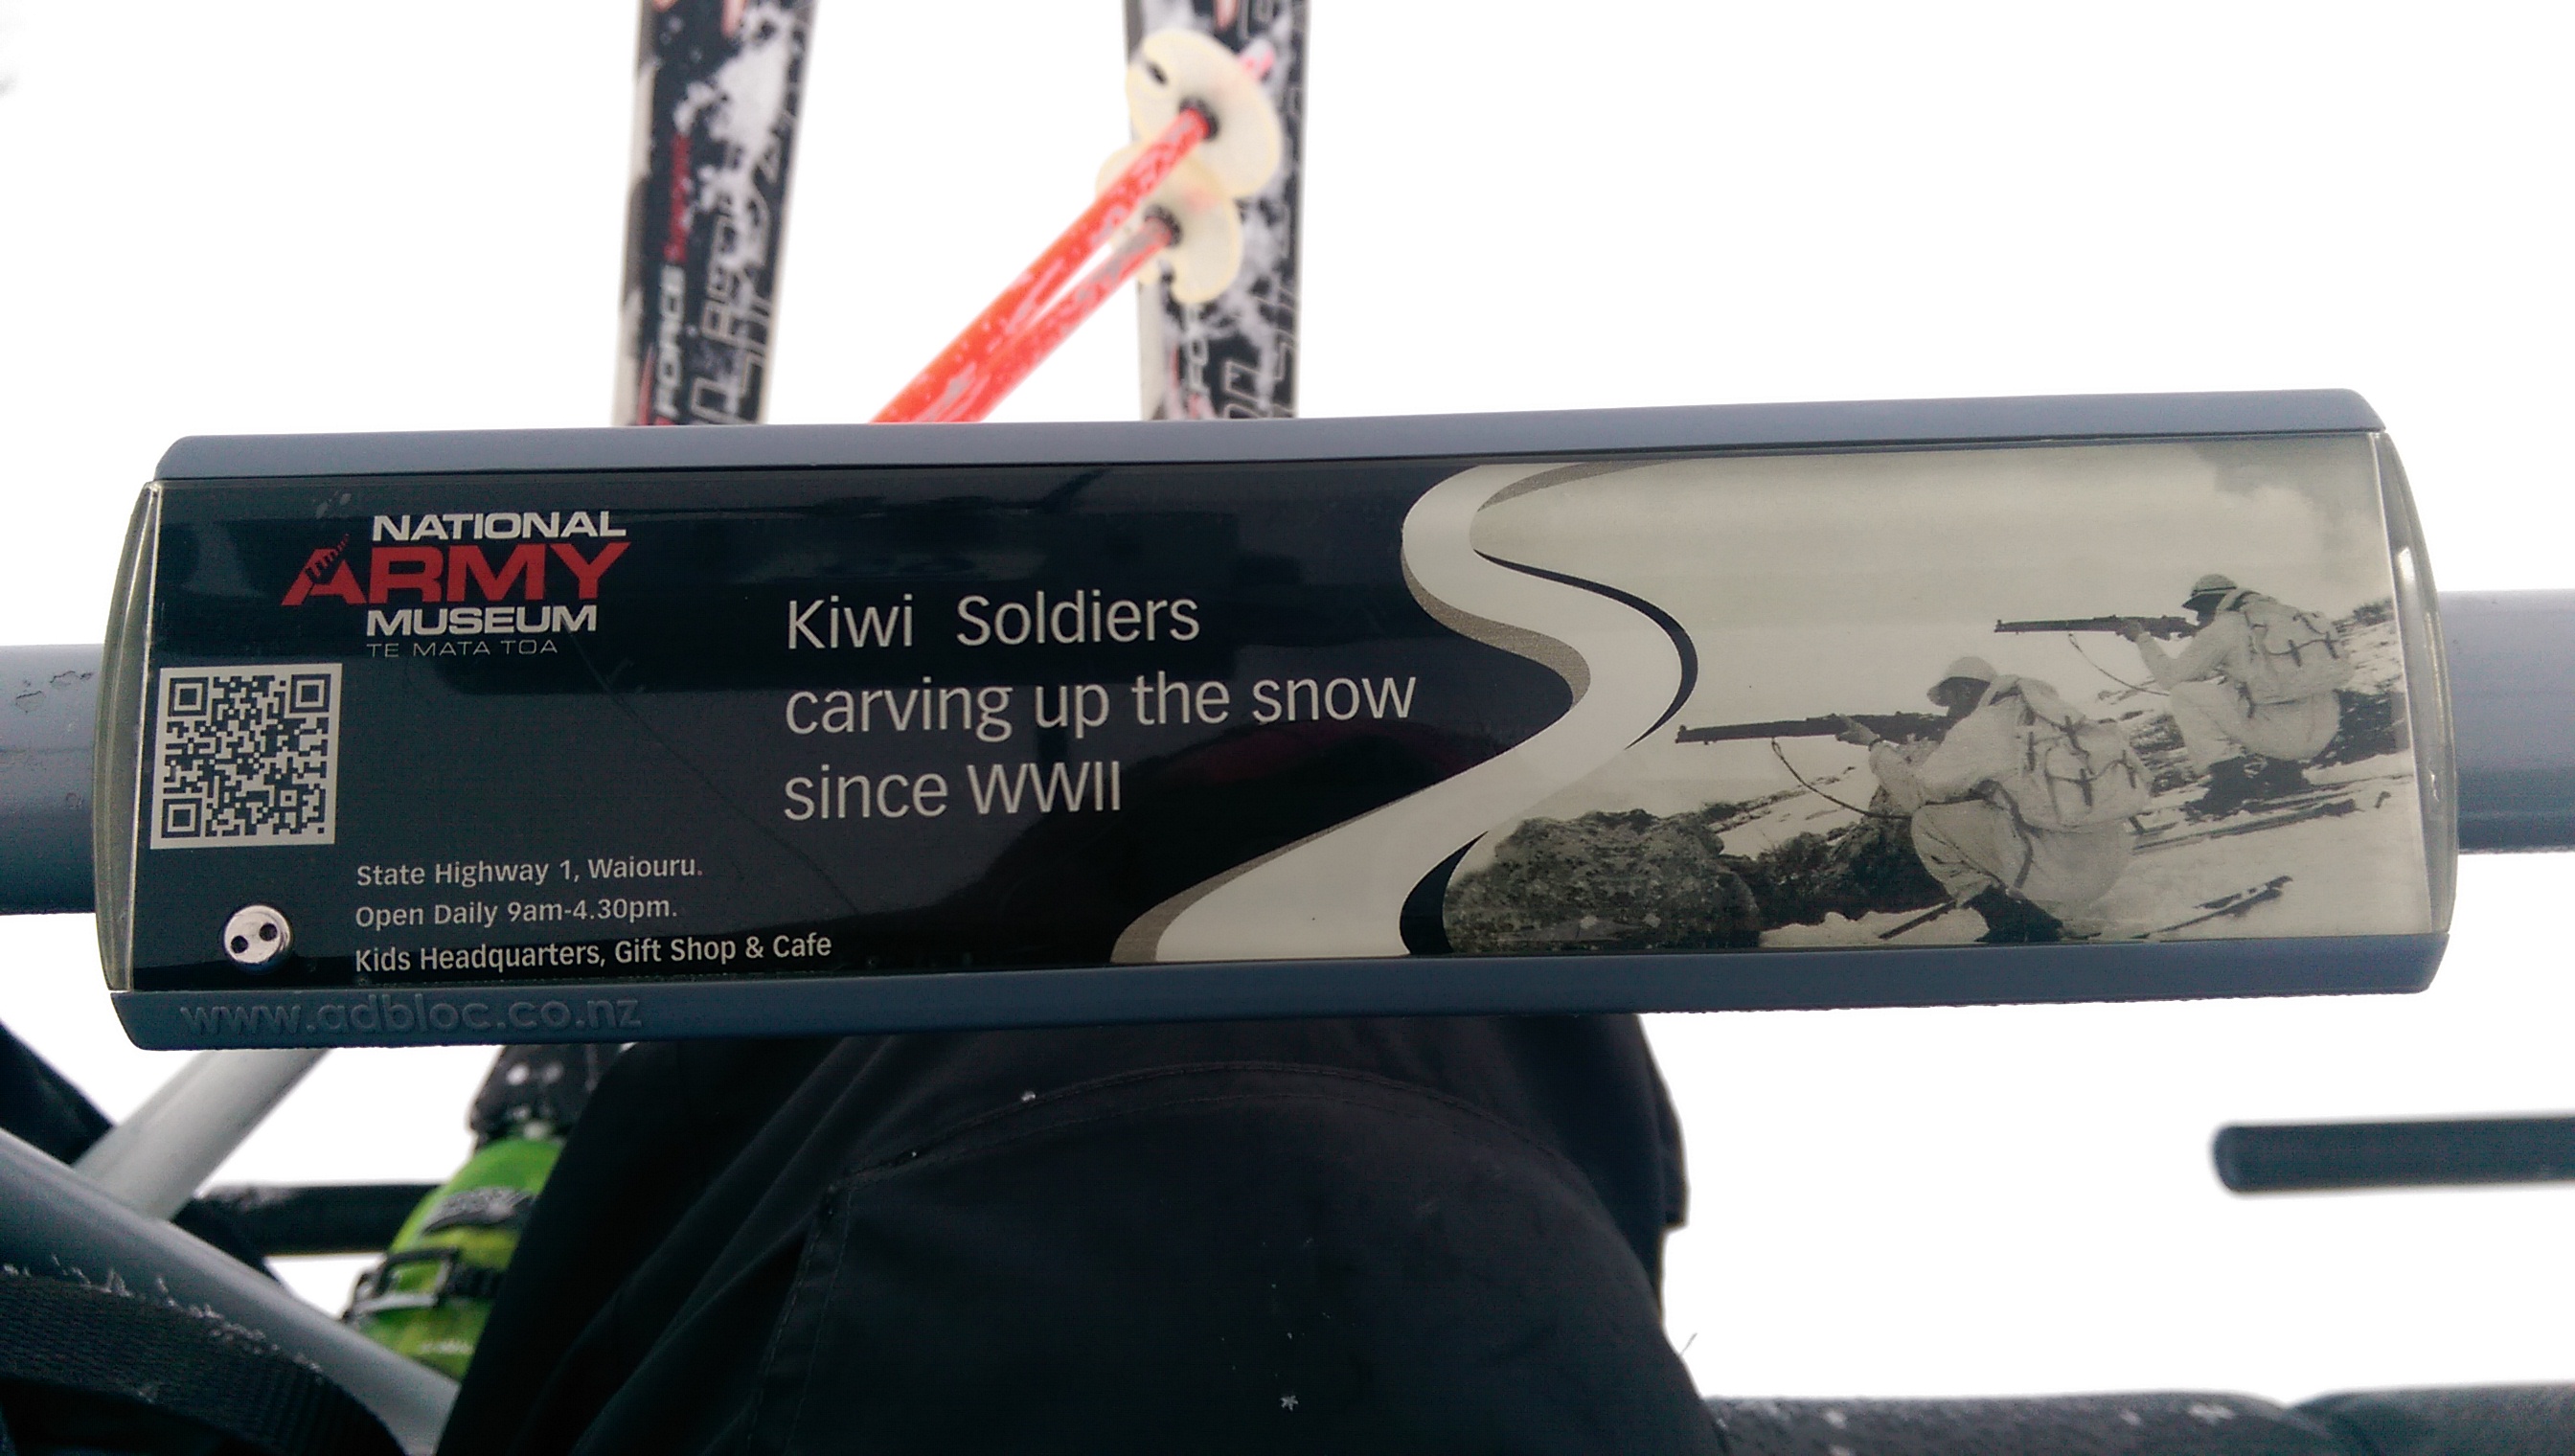 NATIONAL
ARMY
MUSEUM
TE MATA TOA
Kiwi Soldiers
carving up the snow
since WWII
State Highway 1, Waiouru.
Open Daily 9am-4.30pm.
Kids Headquarters, Gift Shop & Cafe
www.adbloc.co.nz
FORCE